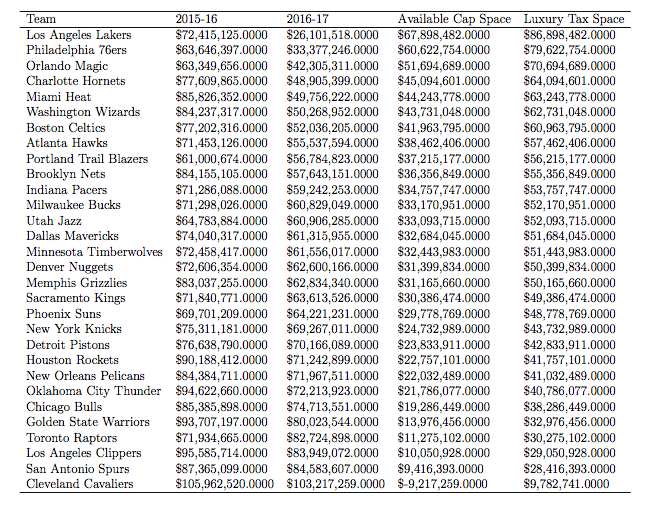 Team 2015-16 2016-17 Available Cap Space Luxury Tax Space
Los Angeles Lakers $72,415,125.0000 $26,101,518.0000 $67,898,482.0000 $86,898,482.0000
Philadelphia 76ers $63,646,397.0000 $33,377,246.0000 $60,622,754.0000 $79,622,754.0000
Orlando Magic $63,349,656.0000 $42,305,311.0000 $51,694,689.0000 $70,694,689.0000
Charlotte Hornets $77,609,865.0000 $48,905,399.0000 $45,094,601.0000 $64,094,601.0000
Miami Heat $85,826,352.0000 $49,756,222.0000 $44,243,778.0000 $63,243,778.0000
Washington Wizards $84,237,317.0000 $50,268,952.0000 $43,731,048.0000 $62,731,048.0000
Boston Celtics $77,202,316.0000 $52,036,205.0000 $41,963,795.0000 $60,963,795.0000
Atlanta Hawks $71,453,126.0000 $55,537,594.0000 $38,462,406.0000 $57,462,406.0000
Portland Trail Blazers $61,000,674.0000 $56,784,823.0000 $37,215,177.0000 $56,215,177.0000
Brooklyn Nets $84,155,105.0000 $57,643,151.0000 $36,356,849.0000 $55,356,849.0000
Indiana Pacers $71,286,088.0000 $59,242,253.0000 $34,757,747.0000 $53,757,747.0000
Milwaukee Bucks $71,298,026.0000 $60,829,049.0000 $33,170,951.0000 $52,170,951.0000
Utah Jazz $64,783,884.0000 $60,906,285.0000 $33,093,715.0000 $52,093,715.0000
Dallas Mavericks $74,040,317.0000 $61,315,955.0000 $32,684,045.0000 $51,684,045.0000
Minnesota Timberwolves $72,458,417.0000 $61,556,017.0000 $32,443,983.0000 $51,443,983.0000
Denver Nuggets $72,606,354.0000 $62,600,166.0000 $31,399,834.0000 $50,399,834.0000
Memphis Grizzlies $83,037,255.0000 $62,834,340.0000 $31,165,660.0000 $50,165,660.0000
Sacramento Kings $71,840,771.0000 $63,613,526.0000 $30,386,474.0000 $49,386,474.0000
Phoenix Suns $69,701,209.0000 $64,221,231.0000 $29,778,769.0000 $48,778,769.0000
New York Knicks $75,311,181.0000 $69,267,011.0000 $24,732,989.0000 $43,732,989.0000
Detroit Pistons $76,638,790.0000 $70,166,089.0000 $23,833,911.0000 $42,833,911.0000
Houston Rockets $90,188,412.0000 $71,242,899.0000 $22,757,101.0000 $41,757,101.0000
New Orleans Pelicans $84,384,711.0000 $71,967,511.0000 $22,032,489.0000 $41,032,489.0000
Oklahoma City Thunder $94,622,660.0000 $72,213,923.0000 $21,786,077.0000 $40,786,077.0000
Chicago Bulls $85,385,898.0000 $74,713,551.0000 $19,286,449.0000 $38,286,449.0000
Golden State Warriors $93,707,197.0000 $80,023,544.0000 $13,976,456.0000 $32,976,456.0000
Toronto Raptors $71,934,665.0000 $82,724,898.0000 $11,275,102.0000 $30,275,102.0000
Los Angeles Clippers $95,585,714.0000 $83,949,072.0000 $10,050,928.0000 $29,050,928.0000
San Antonio Spurs $87,365,099.0000 $84,583,607.0000 $9,416,393.0000 $28,416,393.0000
Cleveland Cavaliers $105,962,520.0000 $103,217,259.0000 $-9,217,259.0000 $9,782,741.0000